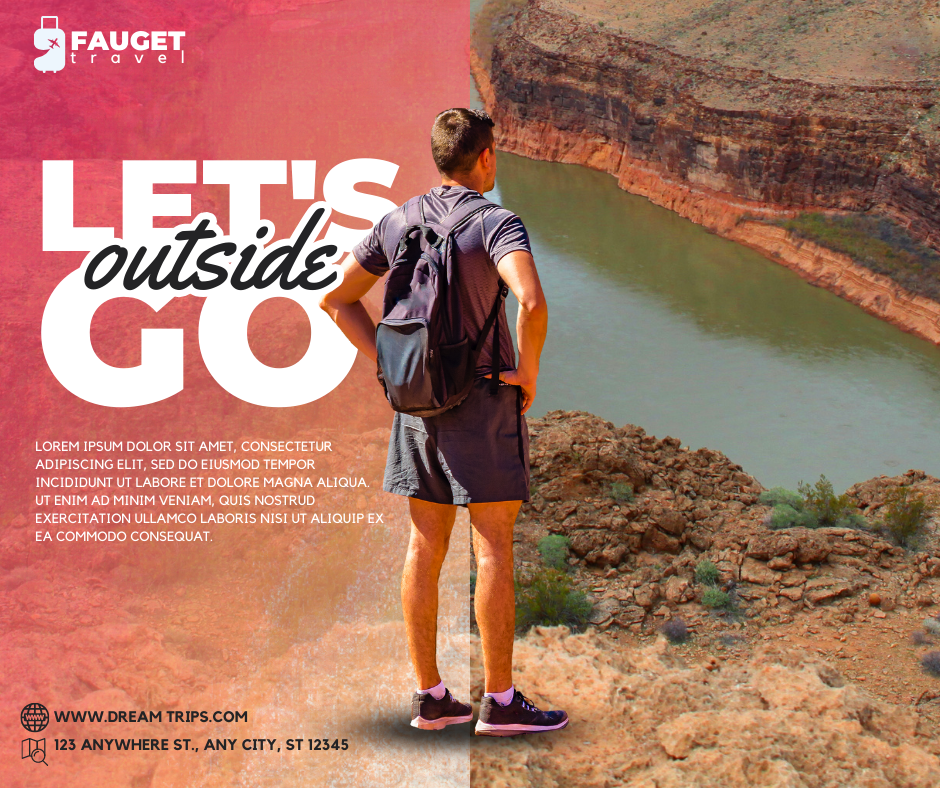 FAUGET
travel
LET'S
outside
GO
LOREM IPSUM DOLOR SIT AMET, CONSECTETUR
ADIPISCING ELIT, SED DO EIUSMOD TEMPOR
INCIDIDUNT UT LABORE ET DOLORE MAGNA ALIQUA.
UT ENIM AD MINIM VENIAM, QUIS NOSTRUD
EXERCITATION ULLAMCO LABORIS NISI UT ALIQUIP EX
EA COMMODO CONSEQUAT.
WWW.DREAM TRIPS.COM
123 ANYWHERE ST., ANY CITY, ST 12345